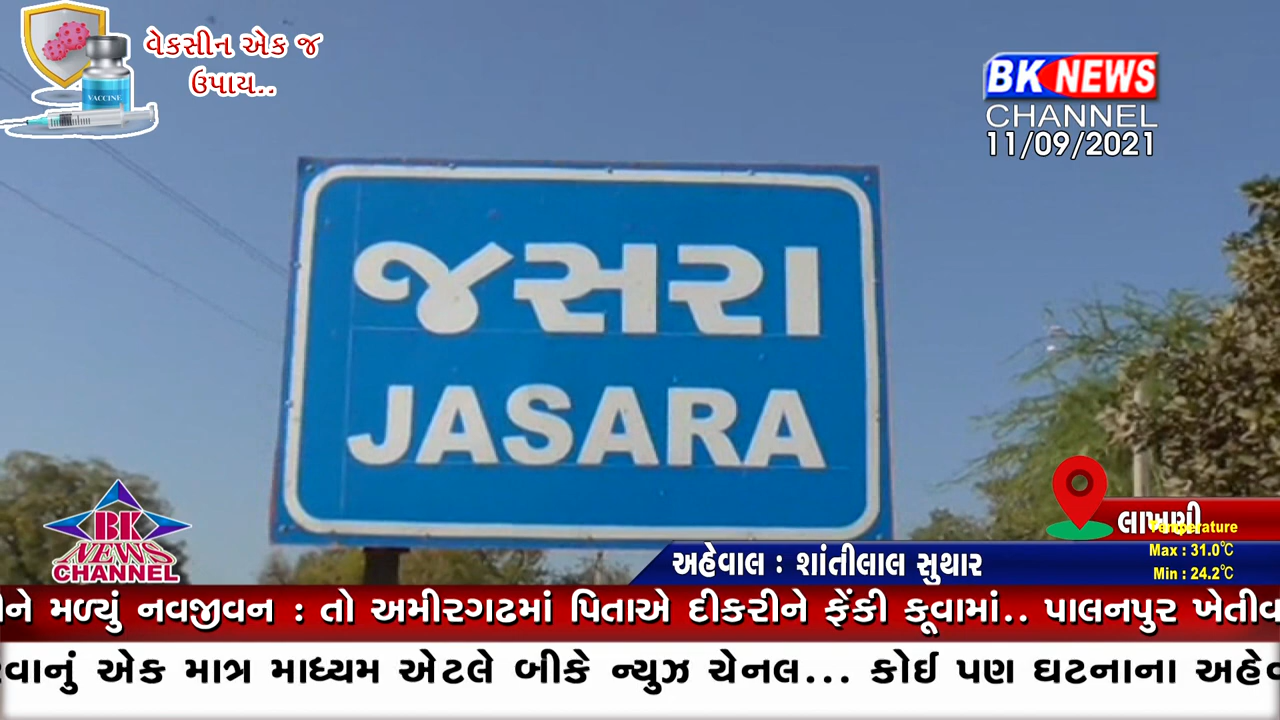 વેકસીન એક જ
ઉપાય..
VACCINE
BK NEWS
CHANNEL
11/09/2021
જસરા
JASARA
BK
NEWS
CHANNEL
લાખણી
Temperature
Max : 31.0℃
Min : 24.2℃
અહેવાલ : શાંતીલાલ સુથાર
ીને મળ્યું નવજીવન : તો અમીરગઢમાં પિતાએ દીકરીને ફેંકી કૂવામાં.. પાલનપુર ખેતીવ
રવાનું એક માત્ર માધ્યમ એટલે બીકે ન્યુઝ ચેનલ... કોઈ પણ ઘટનાના અહેવ